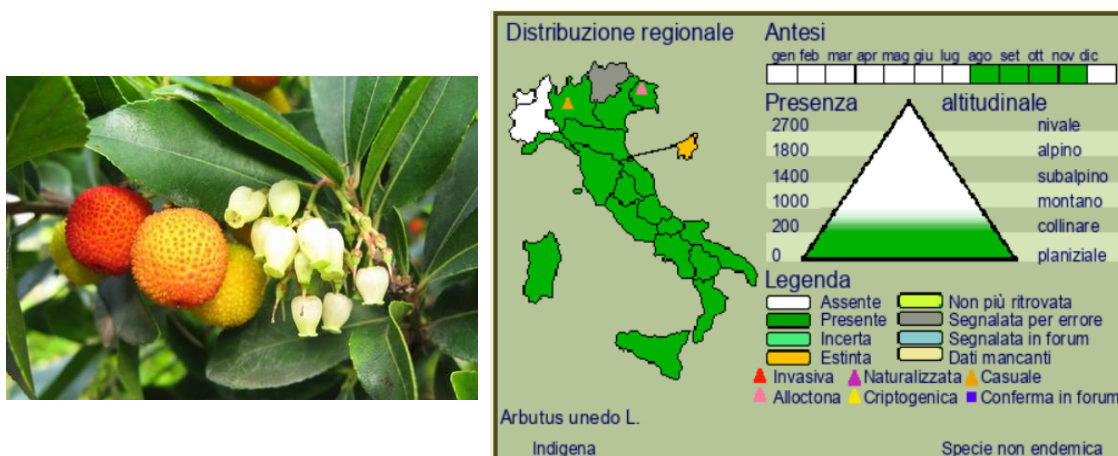 Distribuzione regionale
Antesi
gen feb mar apr mag giu lug ago set ott nov dic
Presenza altitudinale
2700 nivale
1800 alpino
1400 subalpino
1000 montano
200 collinare
0 planiziale
Legenda
Assente Non più ritrovata
Presente Segnalata per errore
Incerta Segnalata in forum
Estinta Dati mancanti
Invasiva Naturalizzata Casuale
Alloctona Criptogenica Conferma in forum
Arbutus unedo L.
Indigena Specie non endemica